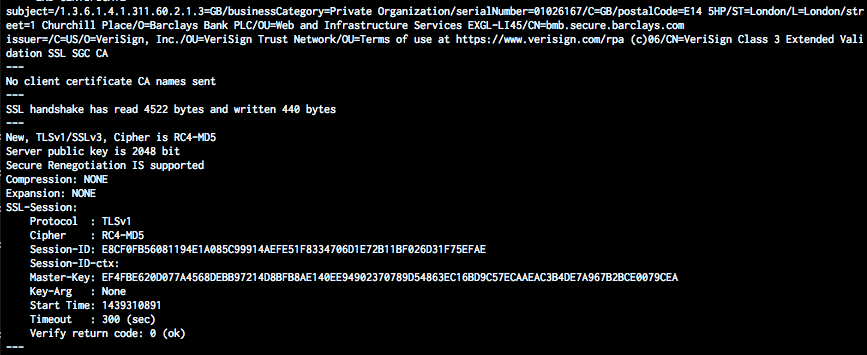 subject=/1.3.6.1.4.1.311.60.2.1.3=GB/businessCategory=Private Organization/serialNumber=01026167/C=GB/postalCode=E14 5HP/ST=London/L=London/str
eet=1 Churchill Place/O=Barclays Bank PLC/OU=Web and Infrastructure Services EXGL-LI45/CN=bmb.secure.barclays.com
issuer=/C=US/O=VeriSign, Inc./OU=VeriSign Trust Network/OU=Terms of use at https://www.verisign.com/rpa (c)06/CN=VeriSign Class 3 Extended Vali
dation SSL SGC CA
---
No client certificate CA names sent
---
SSL handshake has read 4522 bytes and written 440 bytes
---
New, TLSv1/SSLv3, Cipher is RC4-MD5
Server public key is 2048 bit
Secure Renegotiation IS supported
Compression: NONE
Expansion: NONE
SSL-Session:
    Protocol  : TLSv1
    Cipher    : RC4-MD5
    Session-ID: E8CF0FB56081194E1A085C99914AEFE51F8334706D1E72B11BF026D31F75EFAE
    Session-ID-ctx:
    Master-Key: EF4FBE620D077A4568DEBB97214D8BFB8AE140EE94902370789D54863EC16BD9C57ECAAEAC3B4DE7A967B2BCE0079CEA
    Key-Arg   : None
    Start Time: 1439310891
    Timeout   : 300 (sec)
    Verify return code: 0 (ok)
---